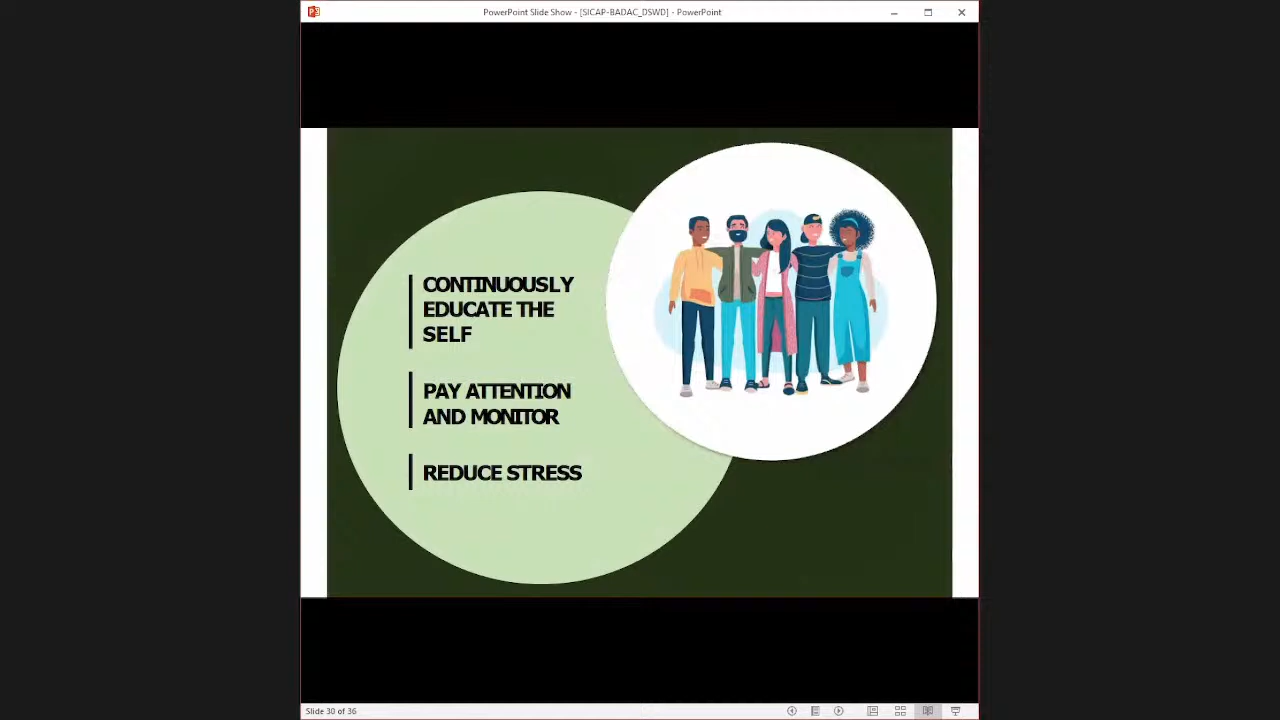 PowerPoint Slide Show - [SICAP-BADAC_DSWD] - PowerPoint
CONTINUOUSLY
EDUCATE THE
SELF
PAY ATTENTION
AND MONITOR
REDUCE STRESS
Slide 30 of 36